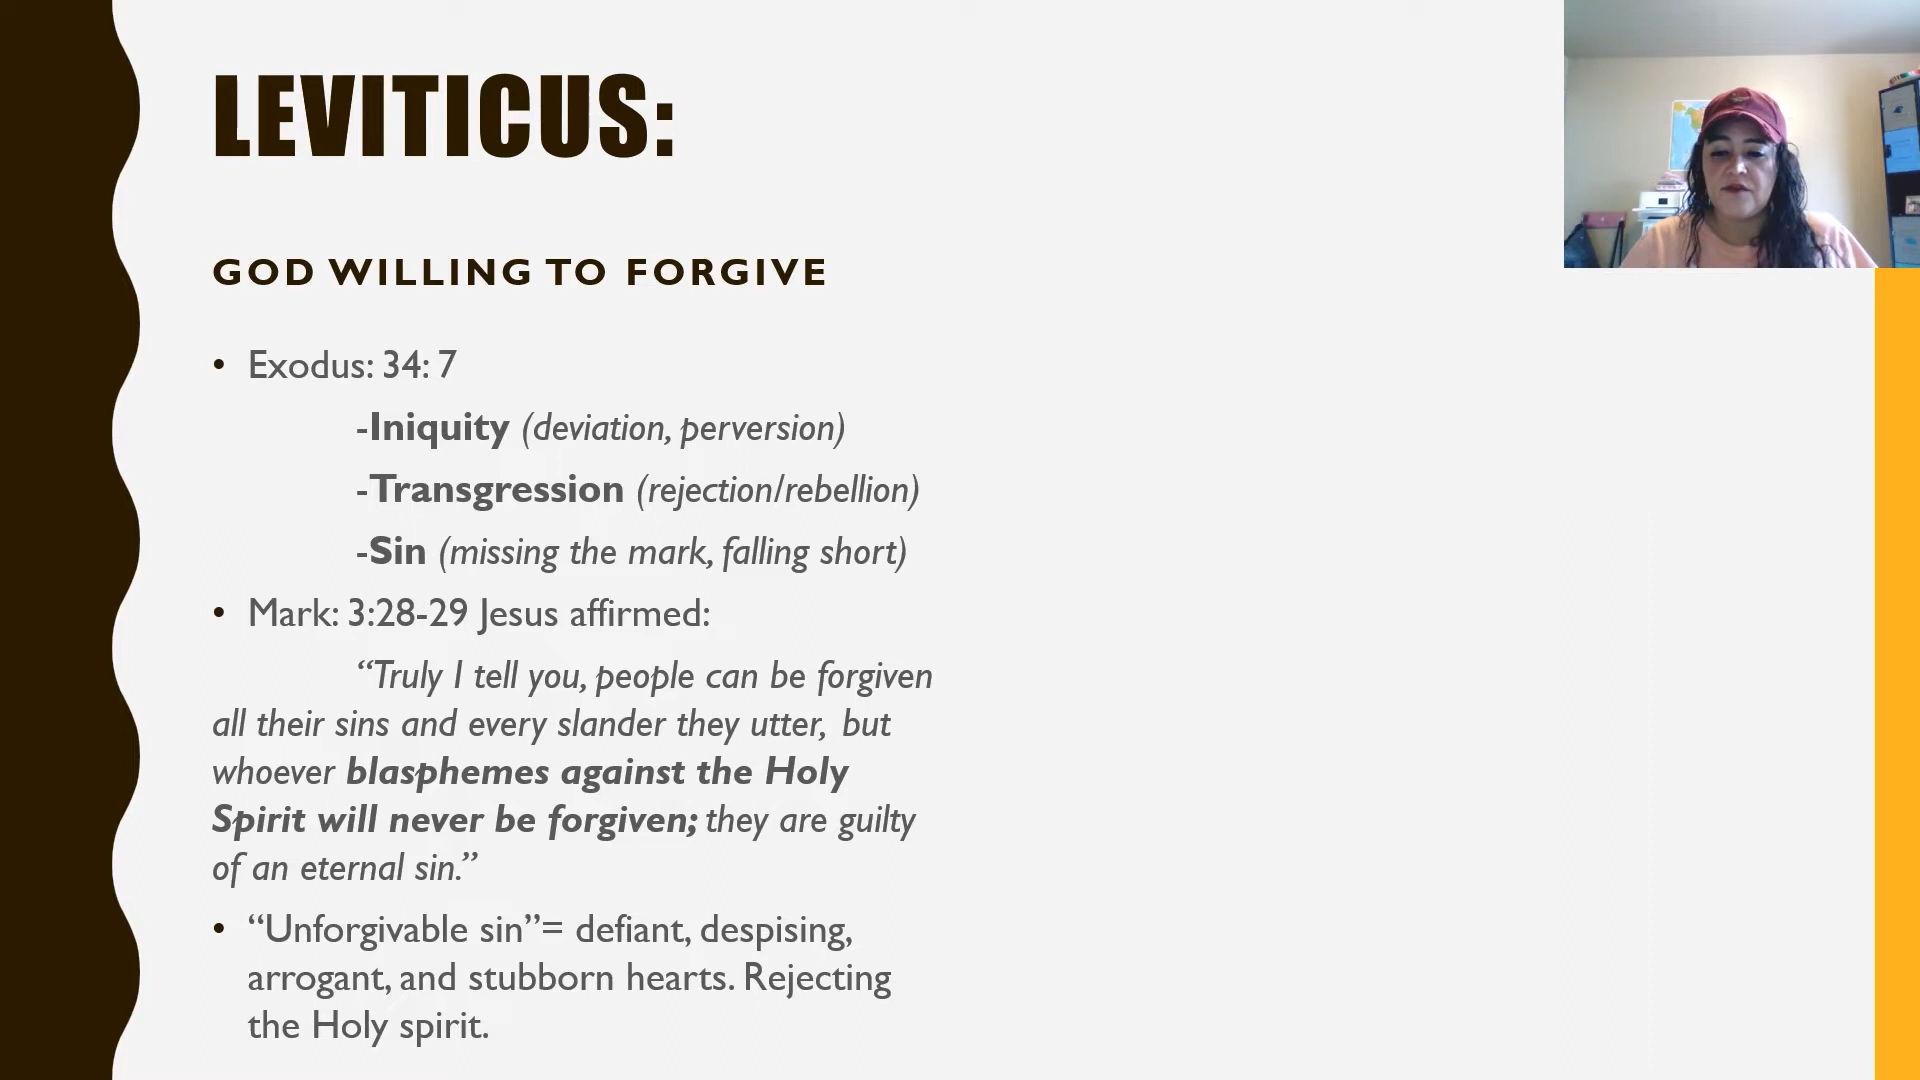 LEVITICUS:
GOD WILLING TO FORGIVE
• Exodus: 34: 7
-Iniquity (deviation, perversion)
-Transgression (rejection/rebellion)
-Sin (missing the mark, falling short)
• Mark: 3:28-29 Jesus affirmed:
“Truly I tell you, people can be forgiven
all their sins and every slander they utter, but
whoever blasphemes against the Holy
Spirit will never be forgiven; they are guilty
of an eternal sin.”
• “Unforgivable sin”= defiant, despising,
arrogant, and stubborn hearts. Rejecting
the Holy spirit.